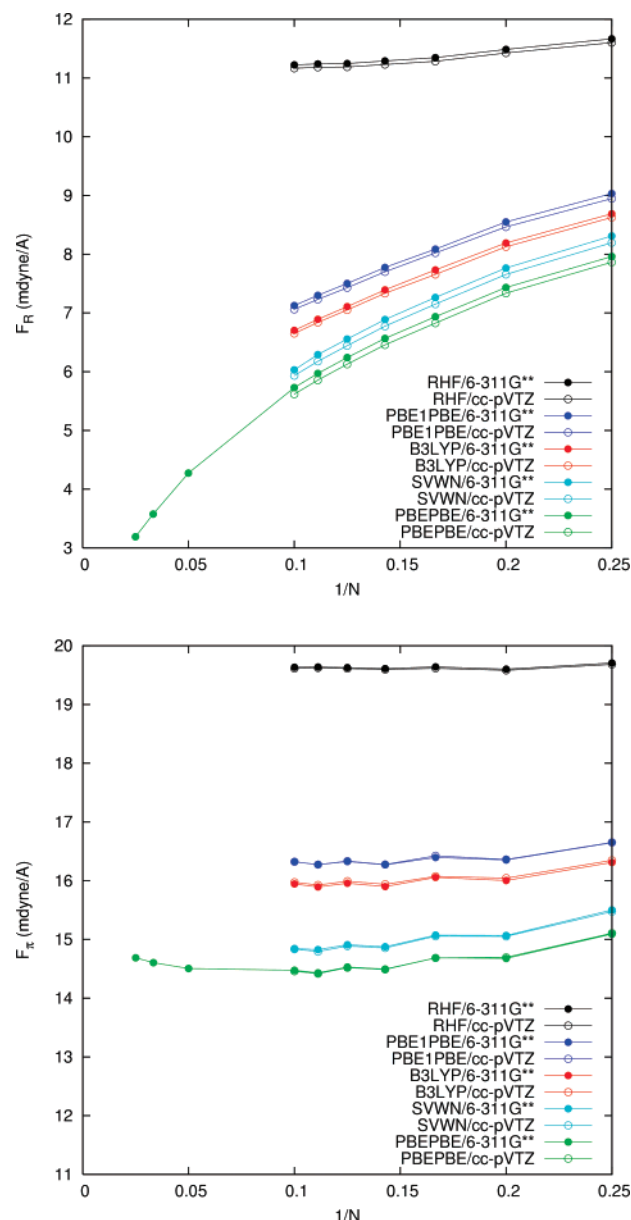 12
11
10
9
8
7
6
5
4
3
F_R (mdyne/A)
RHF/6-311G**
RHF/cc-pVTZ
PBE1PBE/6-311G**
PBE1PBE/cc-pVTZ
B3LYP/6-311G**
B3LYP/cc-pVTZ
SVWN/6-311G**
SVWN/cc-pVTZ
PBEPBE/6-311G**
PBEPBE/cc-pVTZ
0 0.05 0.1 0.15 0.2 0.25
1/N
20
19
18
17
16
15
14
13
12
11
F_π (mdyne/A)
RHF/6-311G**
RHF/cc-pVTZ
PBE1PBE/6-311G**
PBE1PBE/cc-pVTZ
B3LYP/6-311G**
B3LYP/cc-pVTZ
SVWN/6-311G**
SVWN/cc-pVTZ
PBEPBE/6-311G**
PBEPBE/cc-pVTZ
0 0.05 0.1 0.15 0.2 0.25
1/N